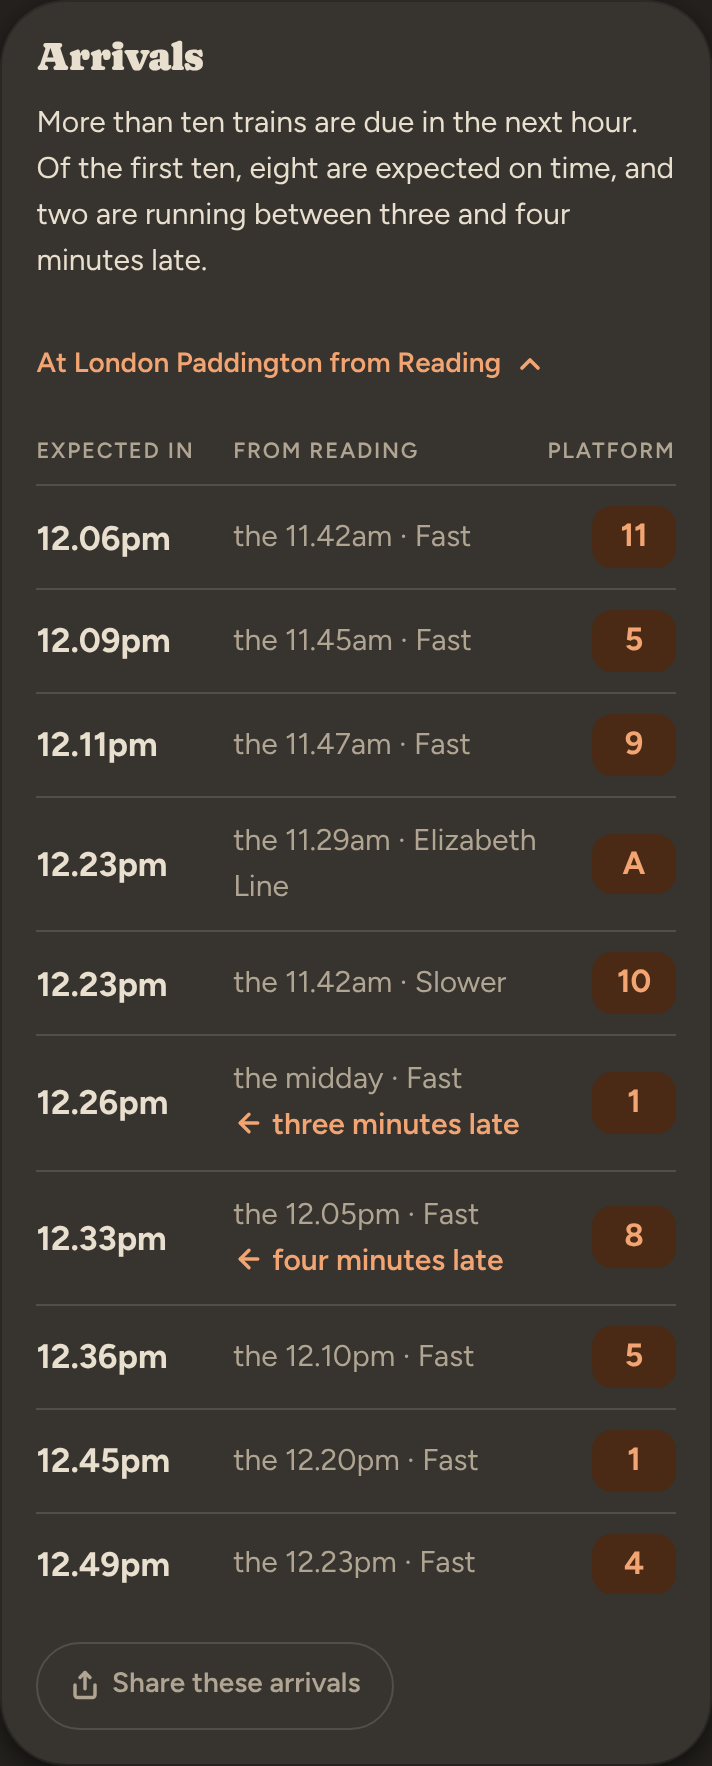 Arrivals
More than ten trains are due in the next hour.
Of the first ten, eight are expected on time, and
two are running between three and four
minutes late.
At London Paddington from Reading
EXPECTED IN FROM READING PLATFORM
12.06pm the 11.42am · Fast 11
12.09pm the 11.45am · Fast 5
12.11pm the 11.47am · Fast 9
12.23pm the 11.29am · Elizabeth
Line A
12.23pm the 11.42am · Slower 10
12.26pm the midday · Fast
← three minutes late 1
12.33pm the 12.05pm · Fast
← four minutes late 8
12.36pm the 12.10pm · Fast 5
12.45pm the 12.20pm · Fast 1
12.49pm the 12.23pm · Fast 4
Share these arrivals